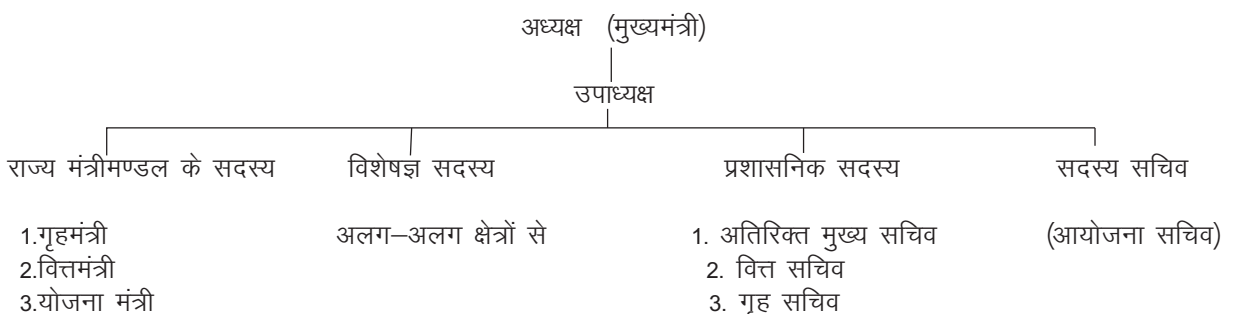 अध्यक्ष (मुख्यमंत्री)
उपाध्यक्ष
राज्य मंत्रीमण्डल के सदस्य विशेषज्ञ सदस्य प्रशासनिक सदस्य सदस्य सचिव
1.गृहमंत्री अलग–अलग क्षेत्रों से 1. अतिरिक्त मुख्य सचिव (आयोजना सचिव)
2.वित्तमंत्री 2. वित्त सचिव
3.योजना मंत्री 3. गृह सचिव